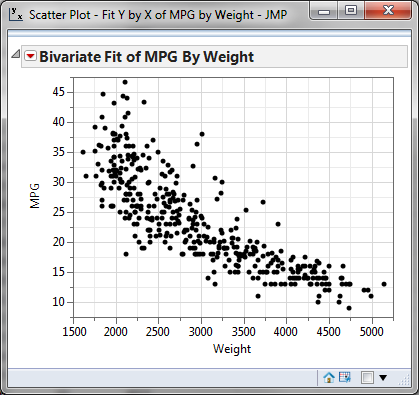 Scatter Plot - Fit Y by X of MPG by Weight - JMP
Bivariate Fit of MPG By Weight
45
40
35
30
25
20
15
10
MPG
1500 2000 2500 3000 3500 4000 4500 5000
Weight